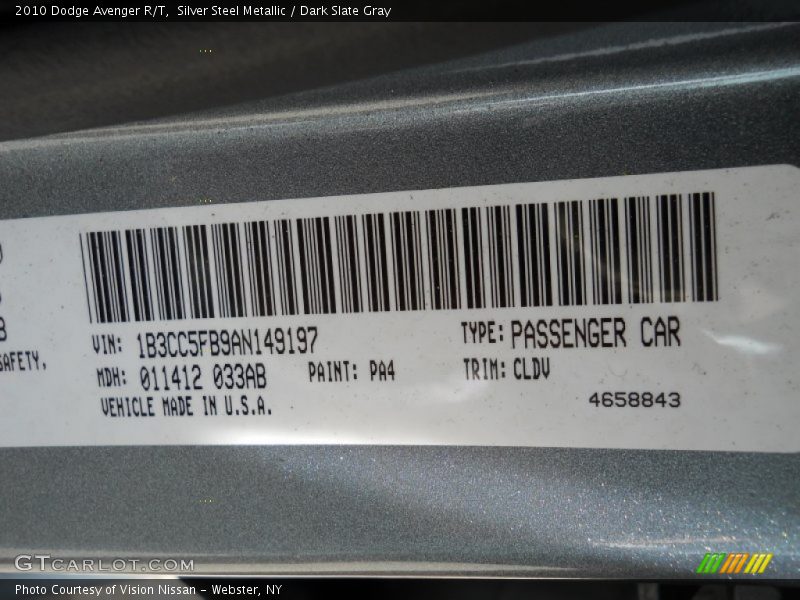 2010 Dodge Avenger R/T,  Silver Steel Metallic / Dark Slate Gray
SAFETY.
VIN: 1B3CC5FB9AN149197 TYPE: PASSENGER CAR
MDH: 011412 033AB PAINT: PA4 TRIM: CLDV
VEHICLE MADE IN U.S.A. 4658843
GTCARLOT.COM
Photo Courtesy of Vision Nissan - Webster, NY